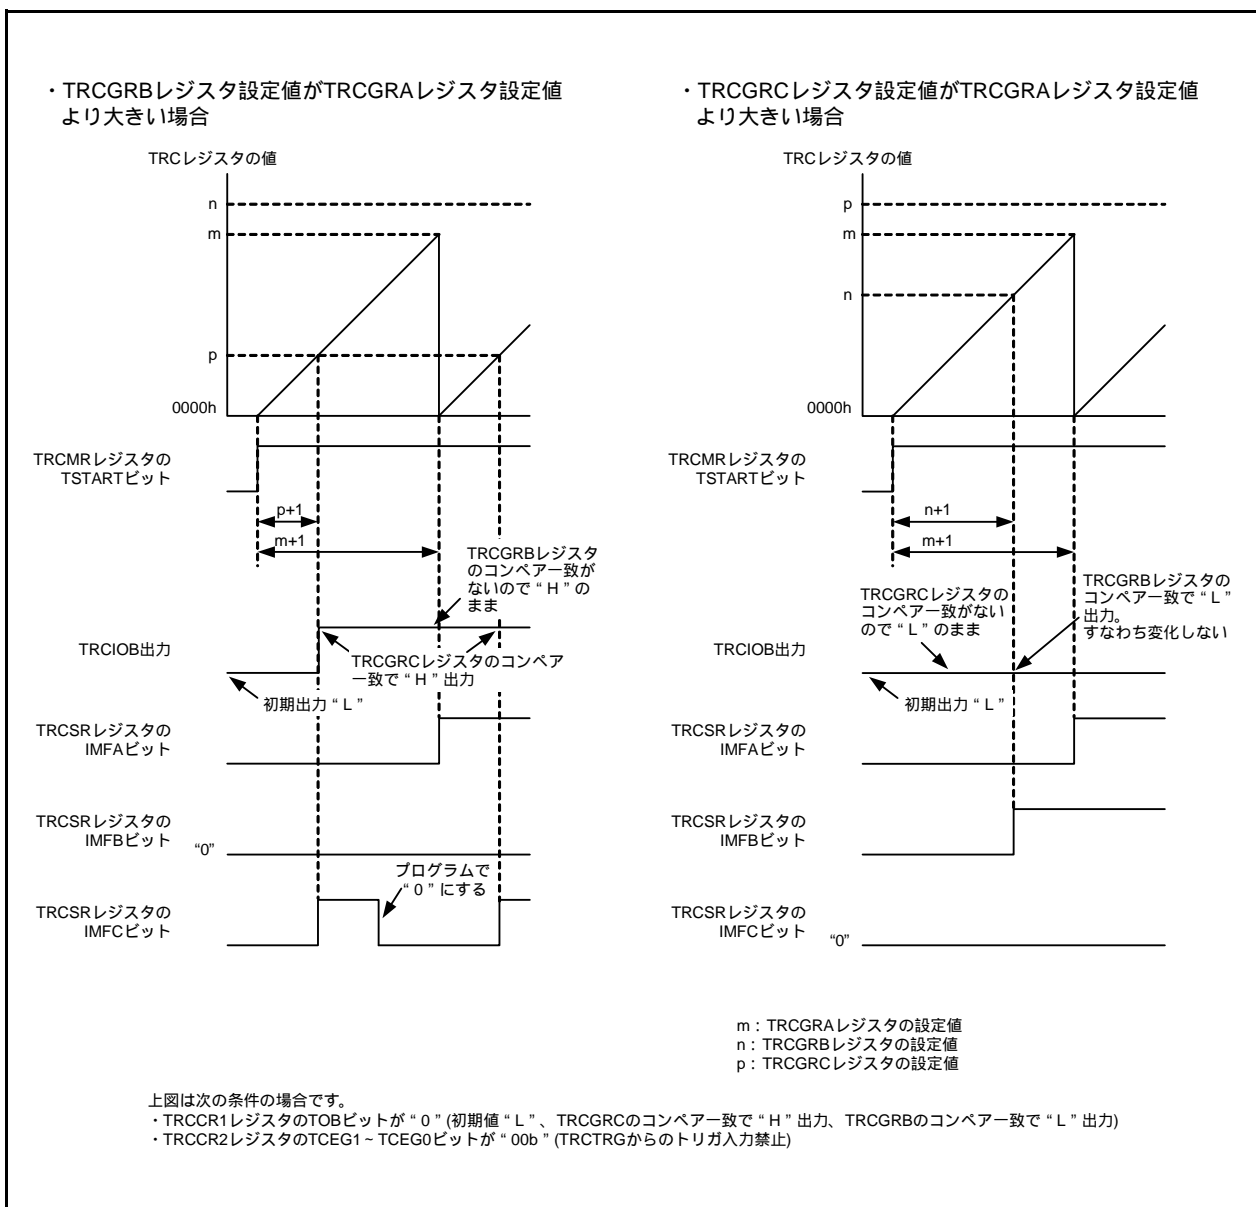 ・TRCGRBレジスタ設定値がTRCGRAレジスタ設定値
より大きい場合
TRCレジスタの値
n
m
p
0000h
TRCMRレジスタの
TSTARTビット
p+1
m+1
TRCGRBレジスタ
のコンペア一致が
ないので“H”の
まま
TRCIOB出力
TRCGRCレジスタのコンペア
一致で“H”出力
初期出力“L”
TRCSRレジスタの
IMFAビット
TRCSRレジスタの
IMFBビット
“0”
プログラムで
“0”にする
TRCSRレジスタの
IMFCビット
・TRCGRCレジスタ設定値がTRCGRAレジスタ設定値
より大きい場合
TRCレジスタの値
p
m
n
0000h
TRCMRレジスタの
TSTARTビット
n+1
m+1
TRCGRCレジスタの
コンペア一致がない
ので“L”のまま
TRCGRBレジスタの
コンペア一致で“L”
出力。
すなわち変化しない
TRCIOB出力
初期出力“L”
TRCSRレジスタの
IMFAビット
TRCSRレジスタの
IMFBビット
TRCSRレジスタの
IMFCビット
“0”
m：TRCGRAレジスタの設定値
n：TRCGRBレジスタの設定値
p：TRCGRCレジスタの設定値
上図は次の条件の場合です。
・TRCCR1レジスタのTOBビットが“0”(初期値“L”、TRCGRCのコンペア一致で“H”出力、TRCGRBのコンペア一致で“L”出力)
・TRCCR2レジスタのTCEG1～TCEG0ビットが“00b”(TRCTRGからのトリガ入力禁止)